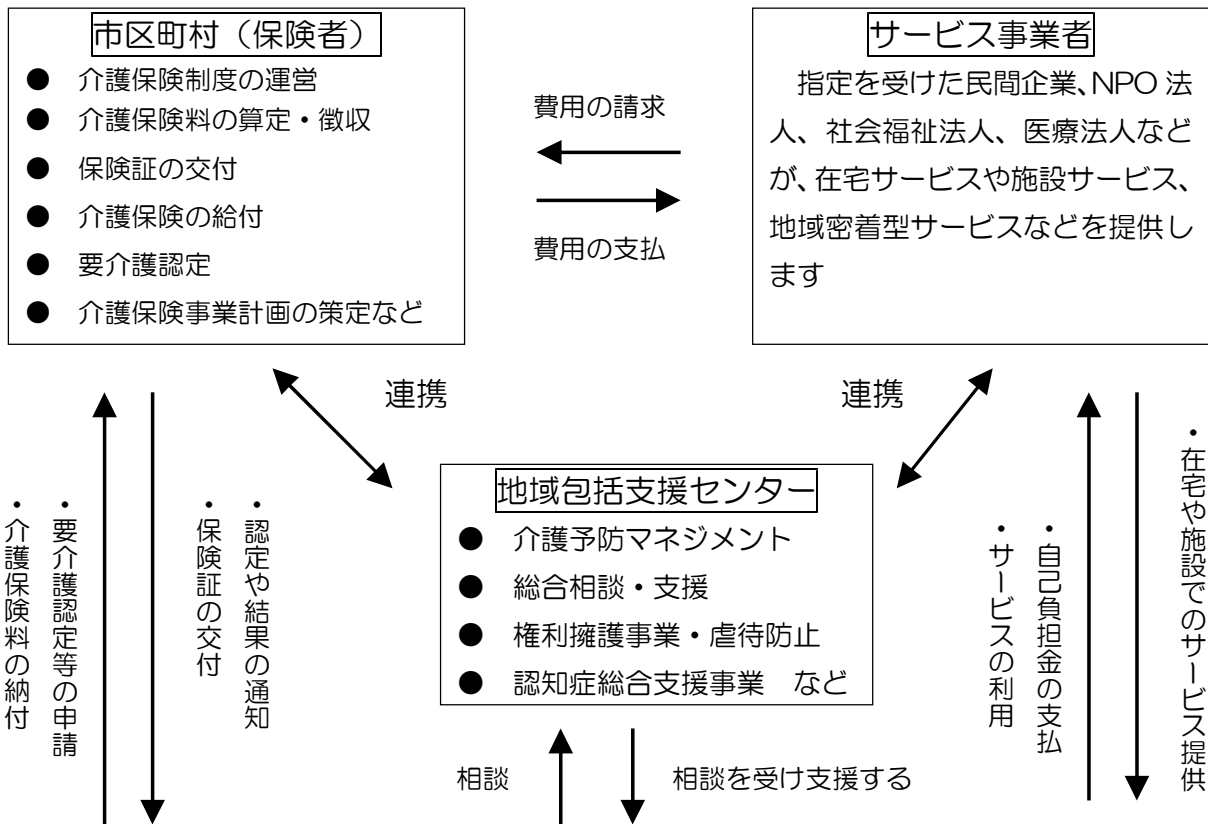 市区町村（保険者）
● 介護保険制度の運営
● 介護保険料の算定・徴収
● 保険証の交付
● 介護保険の給付
● 要介護認定
● 介護保険事業計画の策定など
費用の請求
費用の支払
サービス事業者
指定を受けた民間企業、NPO 法
人、社会福祉法人、医療法人など
が、在宅サービスや施設サービス、
地域密着型サービスなどを提供し
ます
連携
連携
地域包括支援センター
● 介護予防マネジメント
● 総合相談・支援
● 権利擁護事業・虐待防止
● 認知症総合支援事業 など
・要介護認定等の申請
・介護保険料の納付
・認定や結果の通知
・保険証の交付
相談
相談を受け支援する
・自己負担金の支払
・サービスの利用
・在宅や施設でのサービス提供